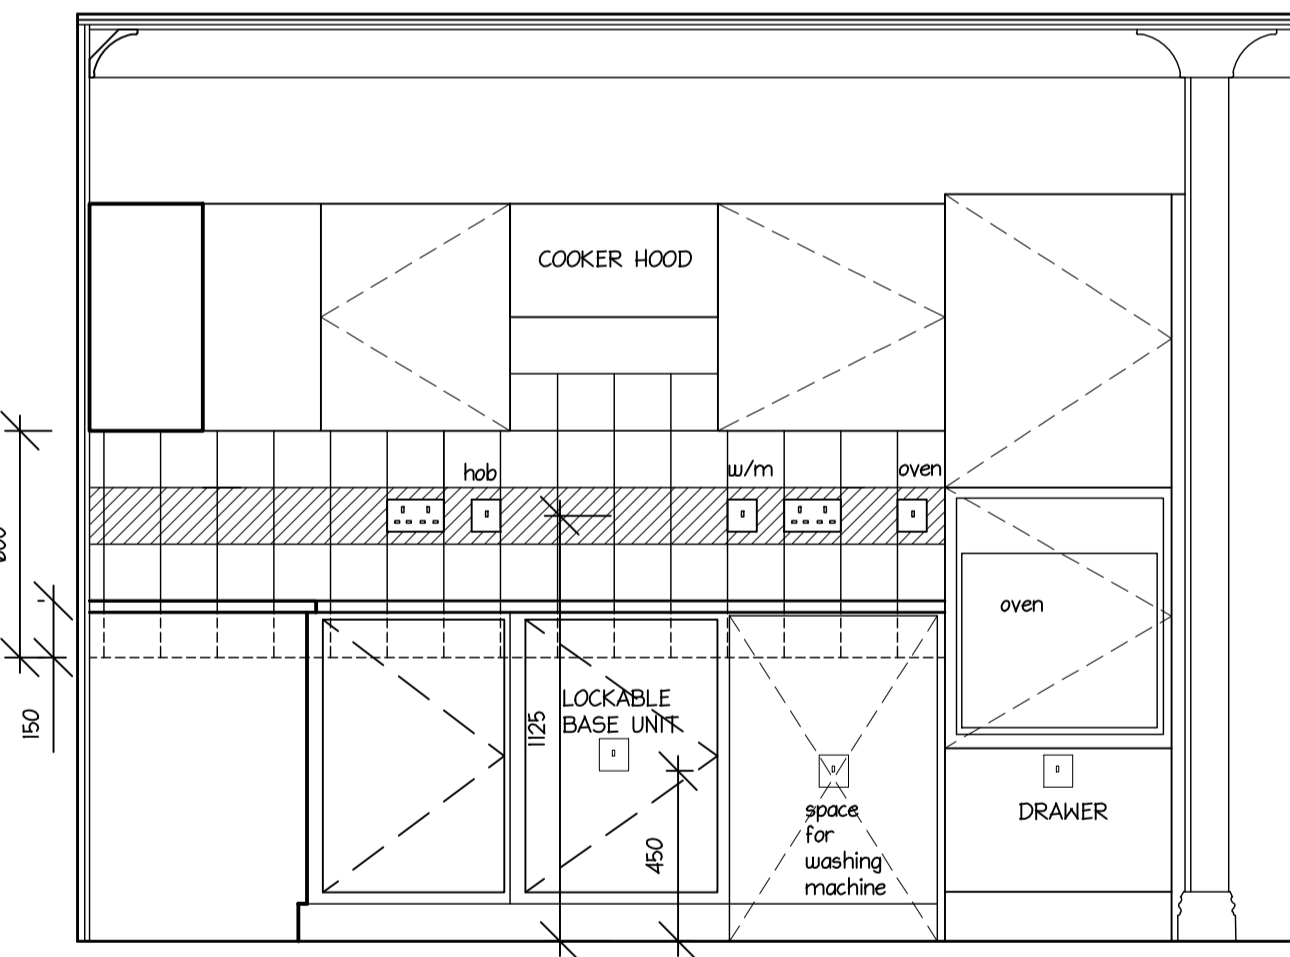 COOKER HOOD
hob
w/m
oven
oven
LOCKABLE
BASE UNIT
1125
150
450
DRAWER
space
for
washing
machine